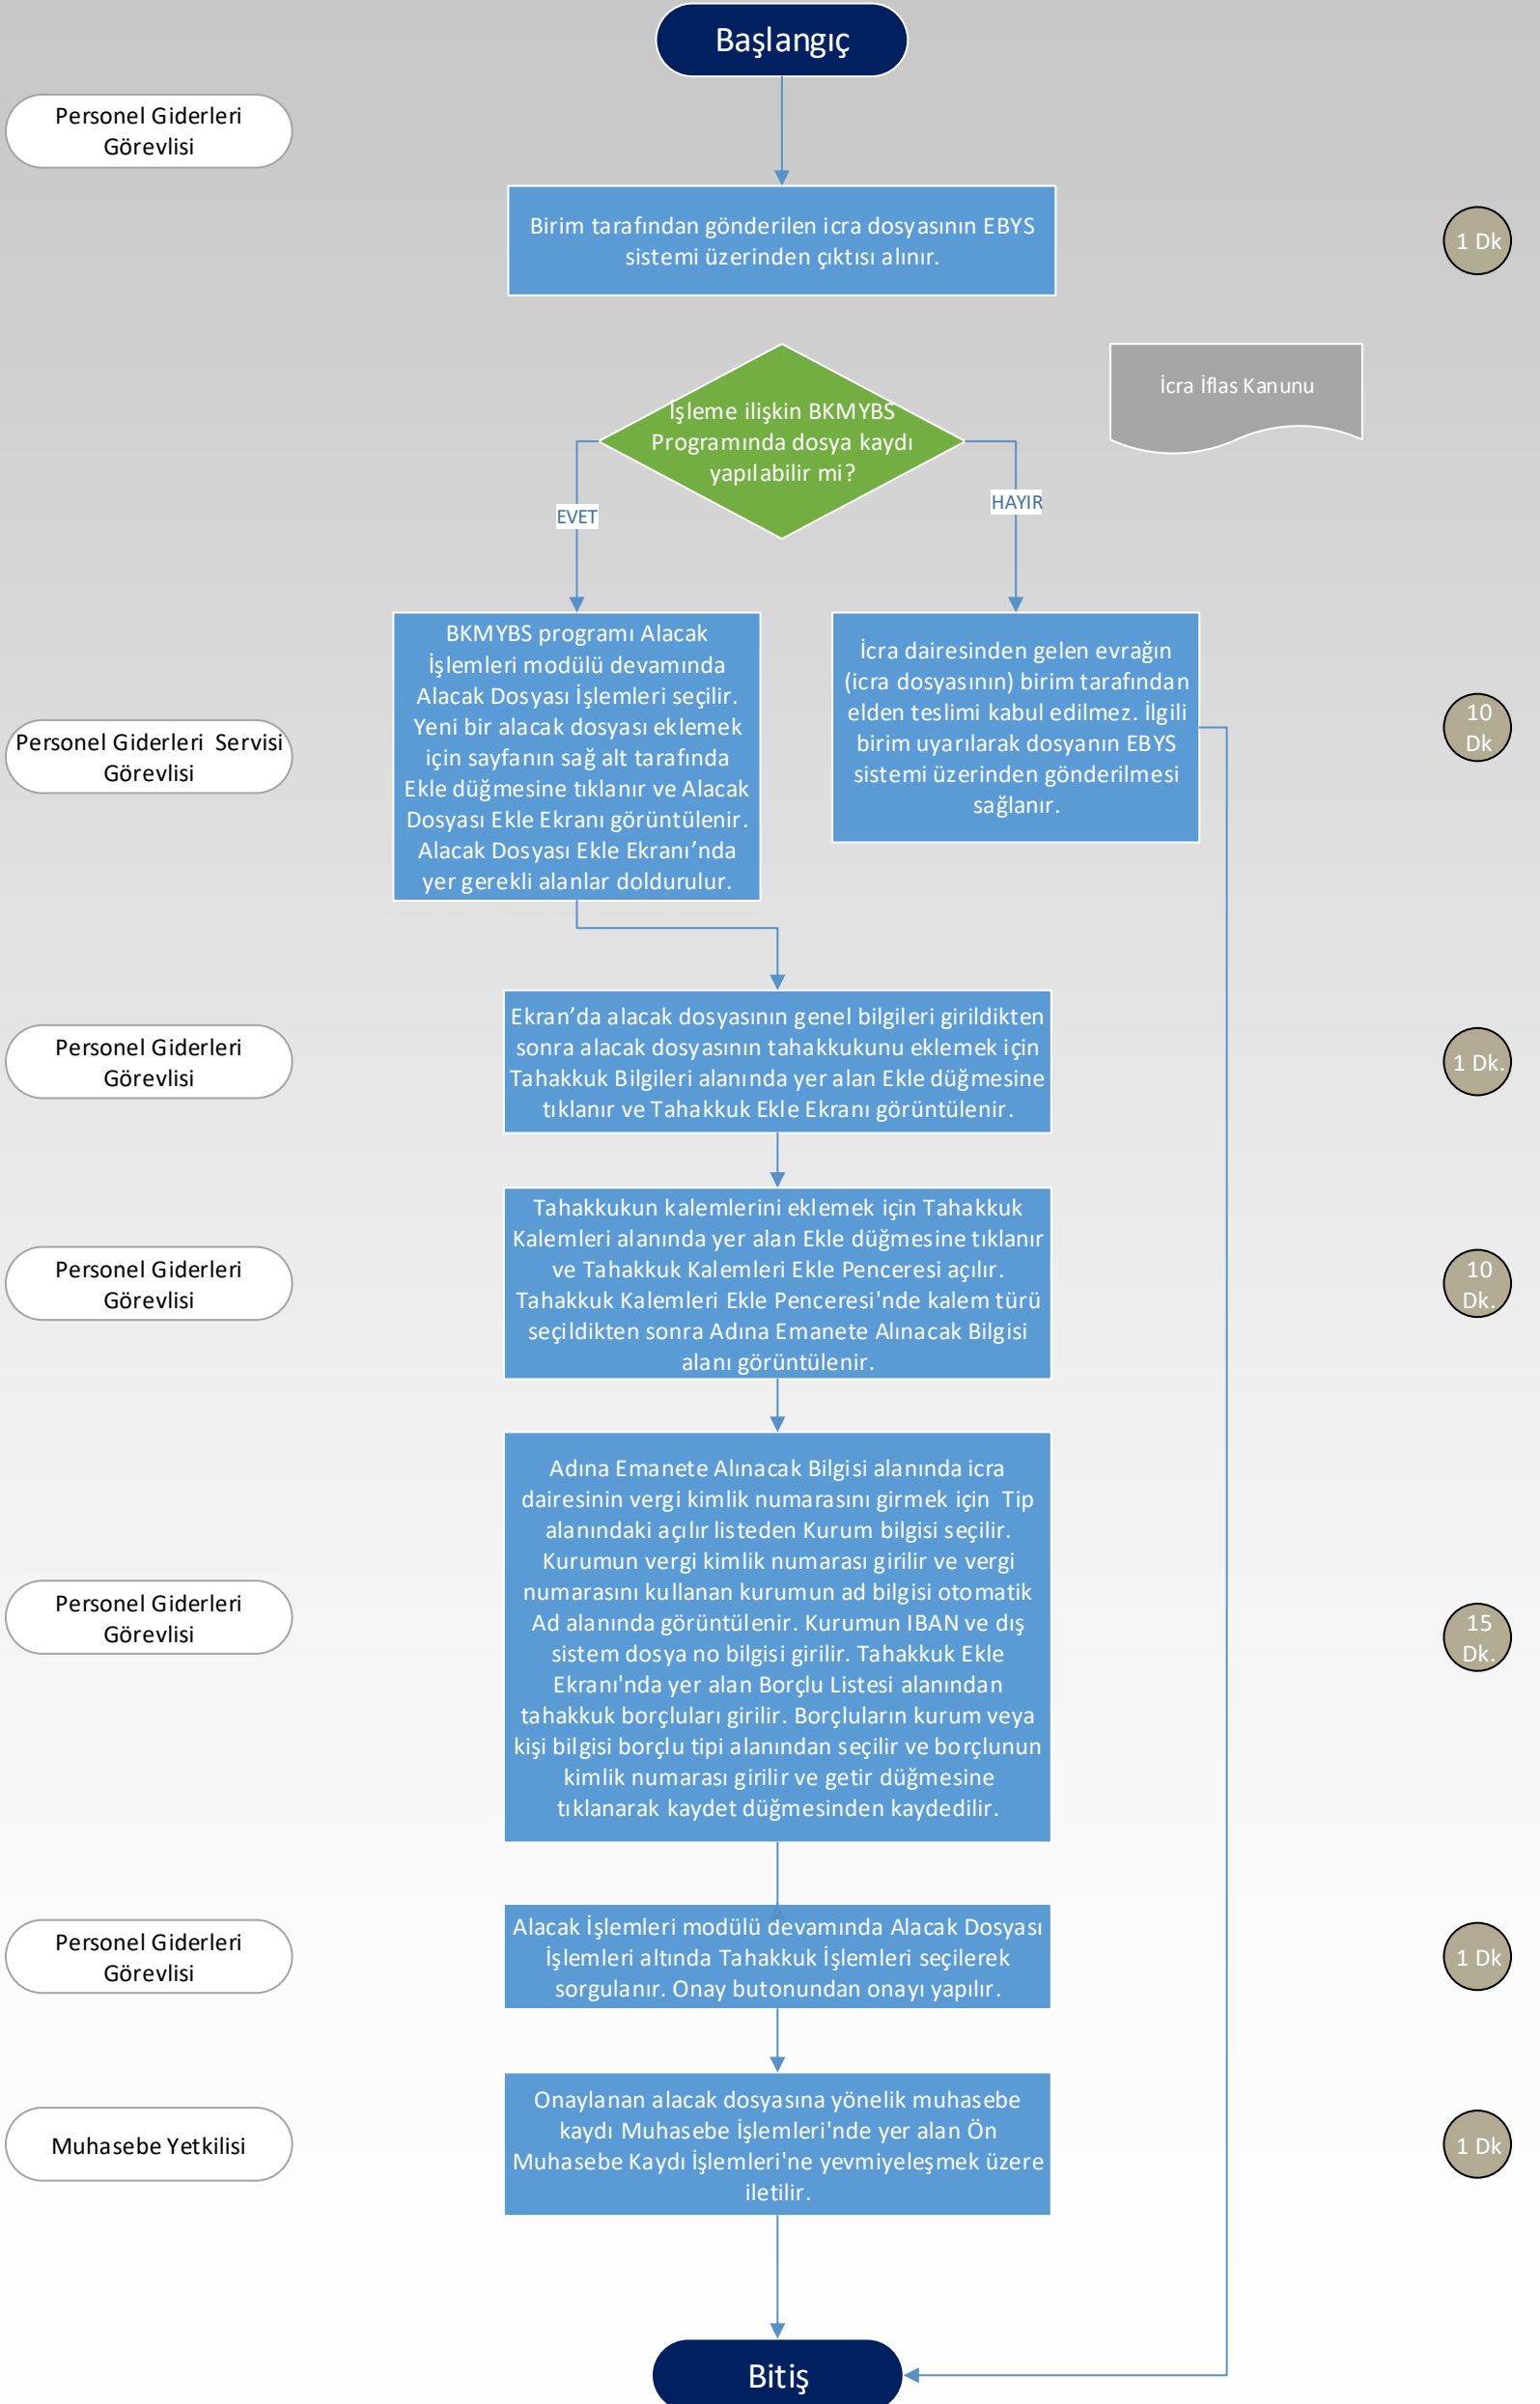 Başlangıç
Personel Giderleri
Görevlisi
Birim tarafından gönderilen icra dosyasının EBYS
sistemi üzerinden çıktısı alınır.
1 Dk
İşleme ilişkin BKMYBS
Programında dosya kaydı
yapılabilir mi?
İcra İflas Kanunu
EVET
HAYIR
Personel Giderleri Servisi
Görevlisi
BKMYBS programı Alacak
İşlemleri modülü devamında
Alacak Dosyası İşlemleri seçilir.
Yeni bir alacak dosyası eklemek
için sayfanın sağ alt tarafında
Ekle düğmesine tıklanır ve Alacak
Dosyası Ekle Ekranı görüntülenir.
Alacak Dosyası Ekle Ekranı’nda
yer gerekli alanlar doldurulur.
İcra dairesinden gelen evrağın
(icra dosyasının) birim tarafından
elden teslimi kabul edilmez. İlgili
birim uyarılarak dosyanın EBYS
sistemi üzerinden gönderilmesi
sağlanır.
10
Dk
Personel Giderleri
Görevlisi
Ekran’da alacak dosyasının genel bilgileri girildikten
sonra alacak dosyasının tahakkukunu eklemek için
Tahakkuk Bilgileri alanında yer alan Ekle düğmesine
tıklanır ve Tahakkuk Ekle Ekranı görüntülenir.
1 Dk.
Personel Giderleri
Görevlisi
Tahakkukun kalemlerini eklemek için Tahakkuk
Kalemleri alanında yer alan Ekle düğmesine tıklanır
ve Tahakkuk Kalemleri Ekle Penceresi açılır.
Tahakkuk Kalemleri Ekle Penceresi'nde kalem türü
seçildikten sonra Adına Emanete Alınacak Bilgisi
alanı görüntülenir.
10
Dk.
Personel Giderleri
Görevlisi
Adına Emanete Alınacak Bilgisi alanında icra
dairesinin vergi kimlik numarasını girmek için Tip
alanındaki açılır listeden Kurum bilgisi seçilir.
Kurumun vergi kimlik numarası girilir ve vergi
numarasını kullanan kurumun ad bilgisi otomatik
Ad alanında görüntülenir. Kurumun IBAN ve dış
sistem dosya no bilgisi girilir. Tahakkuk Ekle
Ekranı'nda yer alan Borçlu Listesi alanından
tahakkuk borçluları girilir. Borçluların kurum veya
kişi bilgisi borçlu tipi alanından seçilir ve borçlunun
kimlik numarası girilir ve getir düğmesine
tıklanarak kaydet düğmesinden kaydedilir.
15
Dk.
Personel Giderleri
Görevlisi
Alacak İşlemleri modülü devamında Alacak Dosyası
İşlemleri altında Tahakkuk İşlemleri seçilerek
sorgulanır. Onay butonundan onayı yapılır.
1 Dk
Muhasebe Yetkilisi
Onaylanan alacak dosyasına yönelik muhasebe
kaydı Muhasebe İşlemleri'nde yer alan Ön
Muhasebe Kaydı İşlemleri'ne yevmiyeleşmek üzere
iletilir.
1 Dk
Bitiş